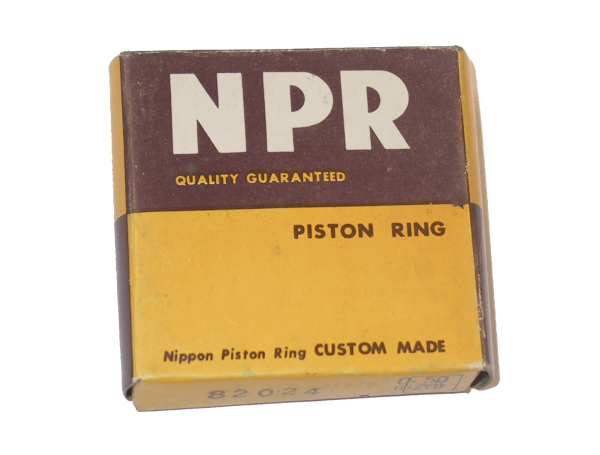 NPR
QUALITY GUARANTEED
PISTON RING
Nippon Piston Ring CUSTOM MADE
82024